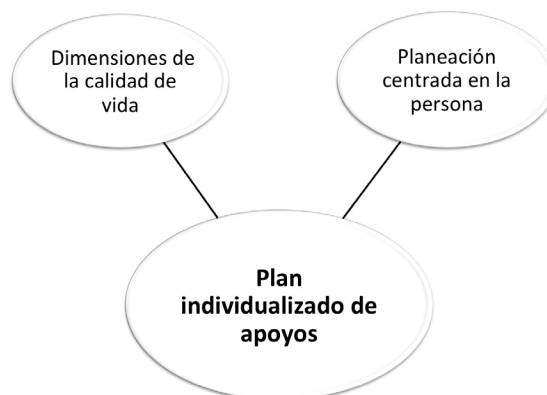 Dimensiones de
la calidad de
vida
Planeación
centrada en la
persona
Plan
individualizado de
apoyos